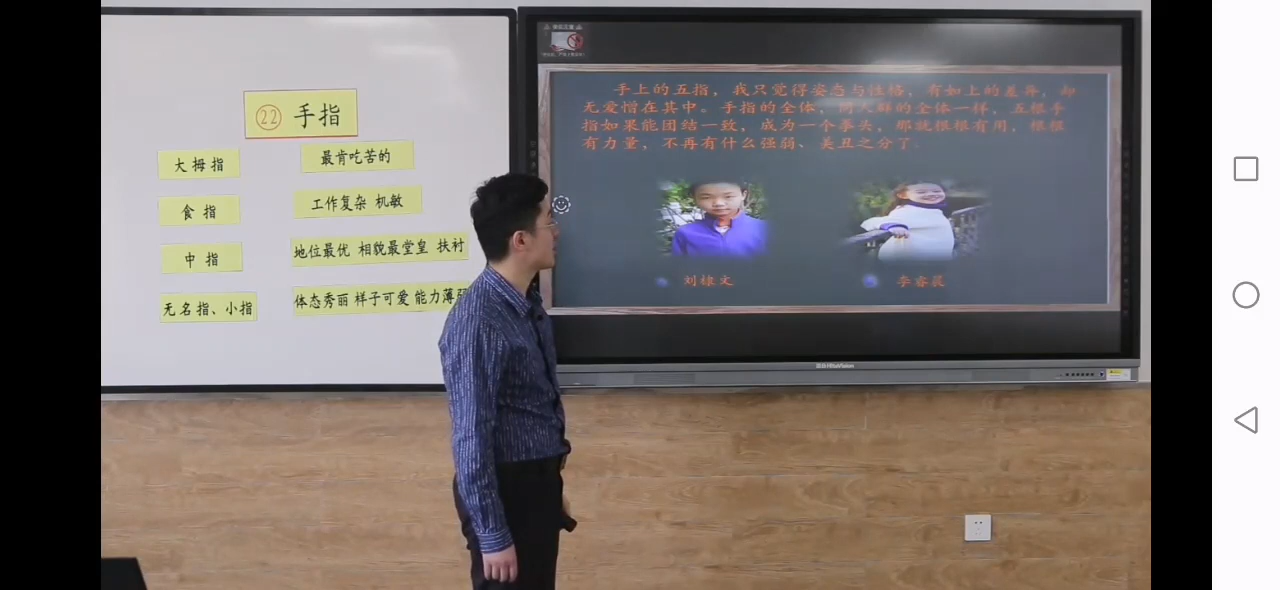 22 手指
大拇指
最肯吃苦的
食指
工作复杂 机敏
中指
地位最优 相貌最堂皇 扶衬
无名指、小指
体态秀丽 样子可爱 能力薄弱
手上的五指，我只觉得姿态与性格，有如上的差异，却
无爱憎在其中。手指的全体，同人群的全体一样，五根手
指如果能团结一致，成为一个拳头，那就根根有用，根根
有力量，不再有什么强弱、美丑之分了。
刘棣文
李睿晨